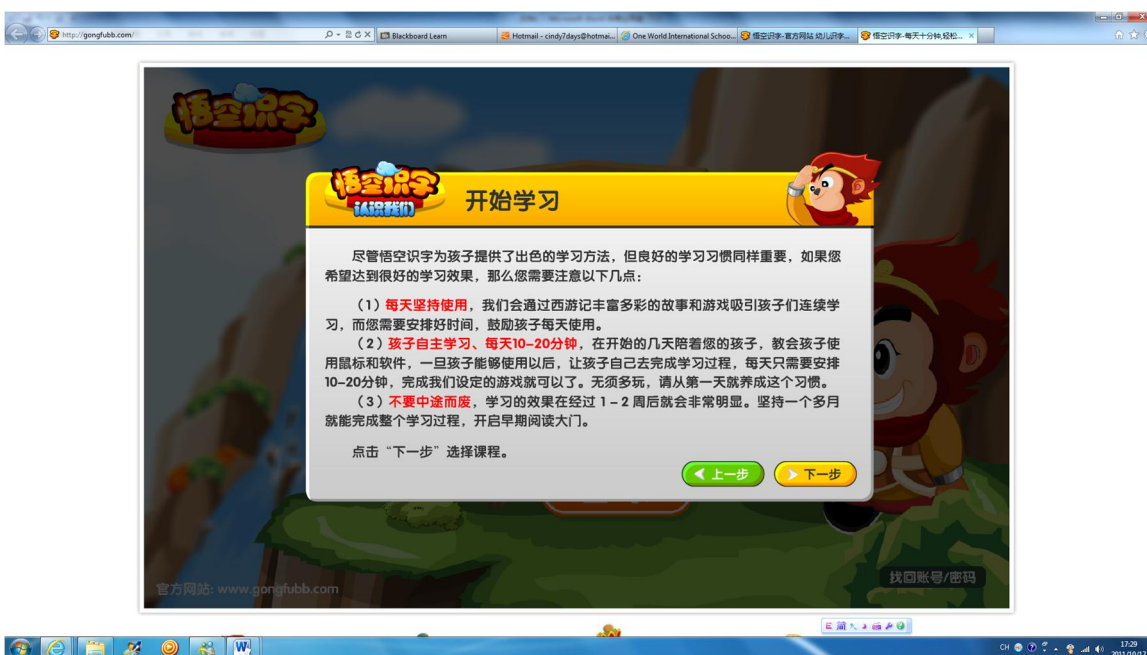 http://gongfubb.com/
Blackboard Learn
Hotmail - cindy7days@hotmai...
One World International Schoo...
悟空识字-官方网站 幼儿识字...
悟空识字-每天十分钟,轻松...
悟空识字
悟空识字
认识我们
开始学习
尽管悟空识字为孩子提供了出色的学习方法，但良好的学习习惯同样重要，如果您
希望达到很好的学习效果，那么您需要注意以下几点：
（1）每天坚持使用，我们会通过西游记丰富多彩的故事和游戏吸引孩子们连续学
习，而您需要安排好时间，鼓励孩子每天使用。
（2）孩子自主学习、每天10–20分钟，在开始的几天陪着您的孩子，教会孩子使
用鼠标和软件，一旦孩子能够使用以后，让孩子自己去完成学习过程，每天只需要安排
10–20分钟，完成我们设定的游戏就可以了。无须多玩，请从第一天就养成这个习惯。
（3）不要中途而废，学习的效果在经过 1 – 2 周后就会非常明显。坚持一个多月
就能完成整个学习过程，开启早期阅读大门。
点击“下一步”选择课程。
上一步
下一步
官方网站: www.gongfubb.com
找回账号/密码
简
CH
17:29